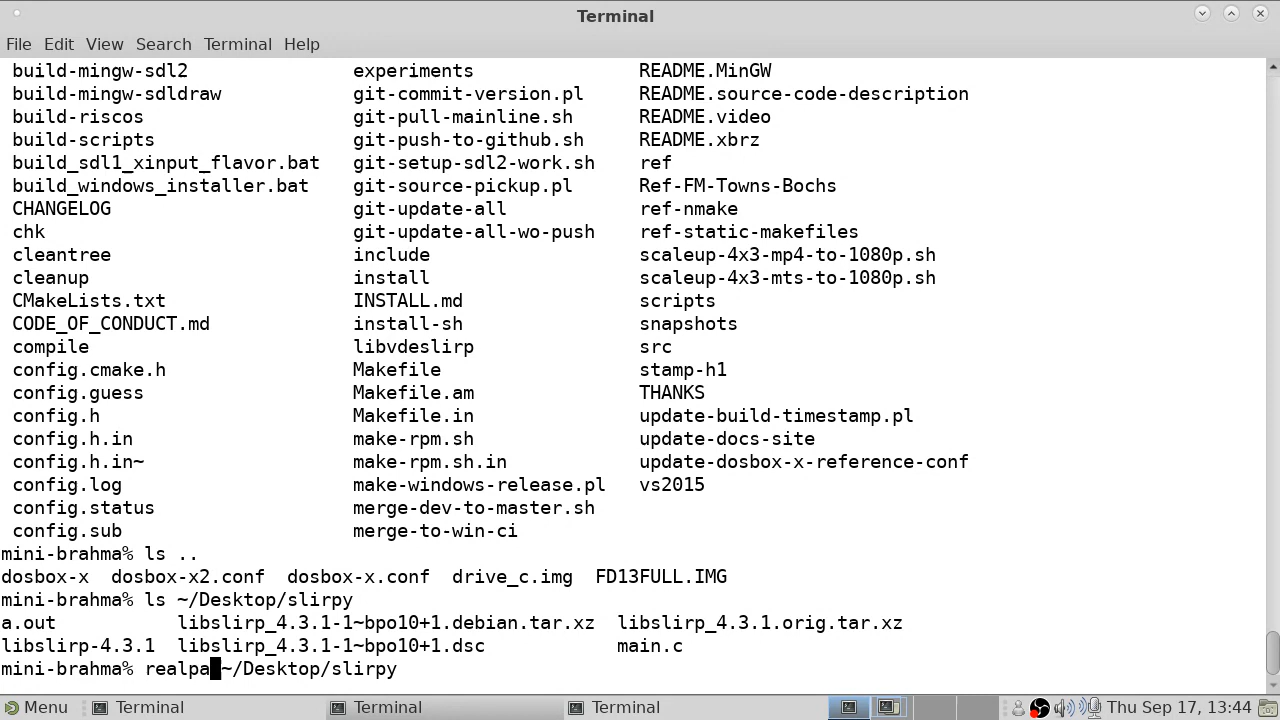 Terminal
File Edit View Search Terminal Help
build-mingw-sdl2 experiments README.MinGW
build-mingw-sdldraw git-commit-version.pl README.source-code-description
build-riscos git-pull-mainline.sh README.video
build-scripts git-push-to-github.sh README.xbrz
build_sdl1_xinput_flavor.bat git-setup-sdl2-work.sh ref
build_windows_installer.bat git-source-pickup.pl Ref-FM-Towns-Bochs
CHANGELOG git-update-all ref-nmake
chk git-update-all-wo-push ref-static-makefiles
cleantree include scaleup-4x3-mp4-to-1080p.sh
cleanup install scaleup-4x3-mts-to-1080p.sh
CMakeLists.txt INSTALL.md scripts
CODE_OF_CONDUCT.md install-sh snapshots
compile libvdeslirp src
config.cmake.h Makefile stamp-h1
config.guess Makefile.am THANKS
config.h Makefile.in update-build-timestamp.pl
config.h.in make-rpm.sh update-docs-site
config.h.in~ make-rpm.sh.in update-dosbox-x-reference-conf
config.log make-windows-release.pl vs2015
config.status merge-dev-to-master.sh
config.sub merge-to-win-ci
mini-brahma% ls ..
dosbox-x dosbox-x2.conf dosbox-x.conf drive_c.img FD13FULL.IMG
mini-brahma% ls ~/Desktop/slirpy
a.out libslirp_4.3.1-1~bpo10+1.debian.tar.xz libslirp_4.3.1.orig.tar.xz
libslirp-4.3.1 libslirp_4.3.1-1~bpo10+1.dsc main.c
mini-brahma% realpa ~/Desktop/slirpy
Menu Terminal Terminal Terminal Thu Sep 17, 13:44